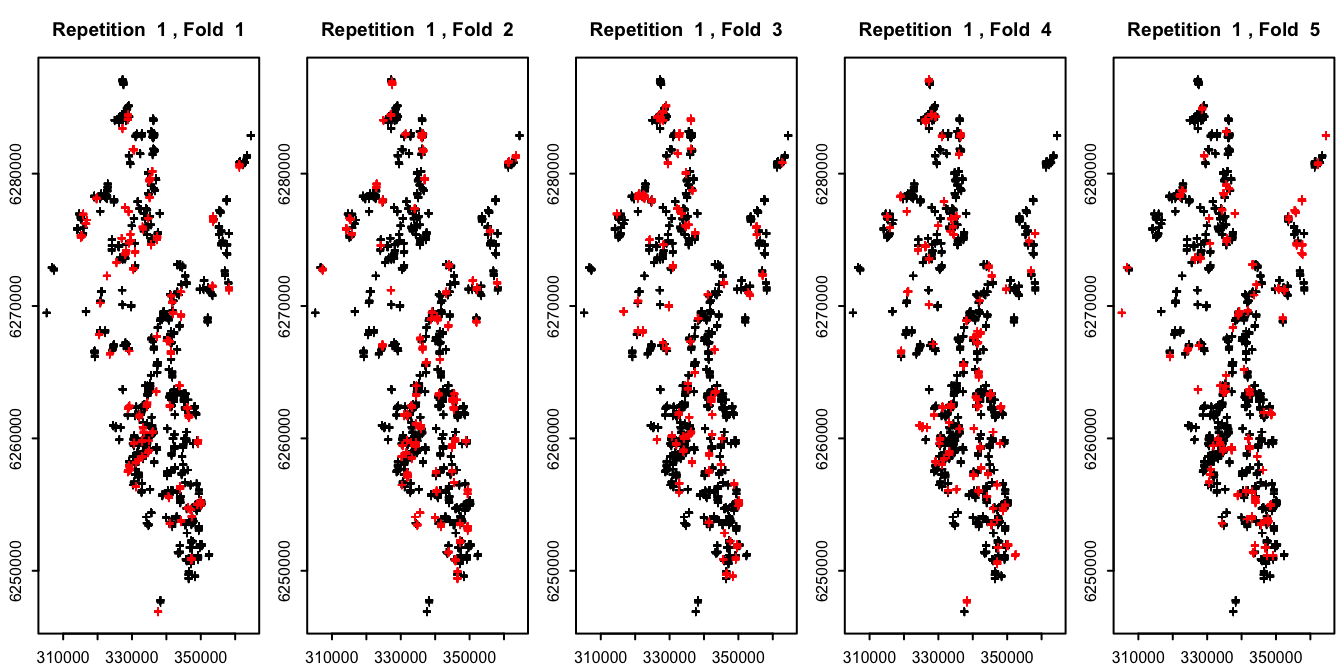 Repetition 1 , Fold 1
Repetition 1 , Fold 2
Repetition 1 , Fold 3
Repetition 1 , Fold 4
Repetition 1 , Fold 5
6280000 6280000 6280000 6280000 6280000
6270000 6270000 6270000 6270000 6270000
6260000 6260000 6260000 6260000 6260000
6250000 6250000 6250000 6250000 6250000
310000 330000 350000 310000 330000 350000 310000 330000 350000 310000 330000 350000 310000 330000 350000